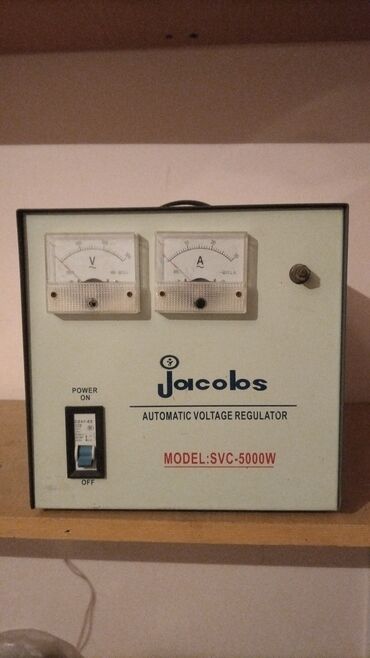 V
A
jacobs
AUTOMATIC VOLTAGE REGULATOR
POWER
ON
OFF
MODEL:SVC-5000W